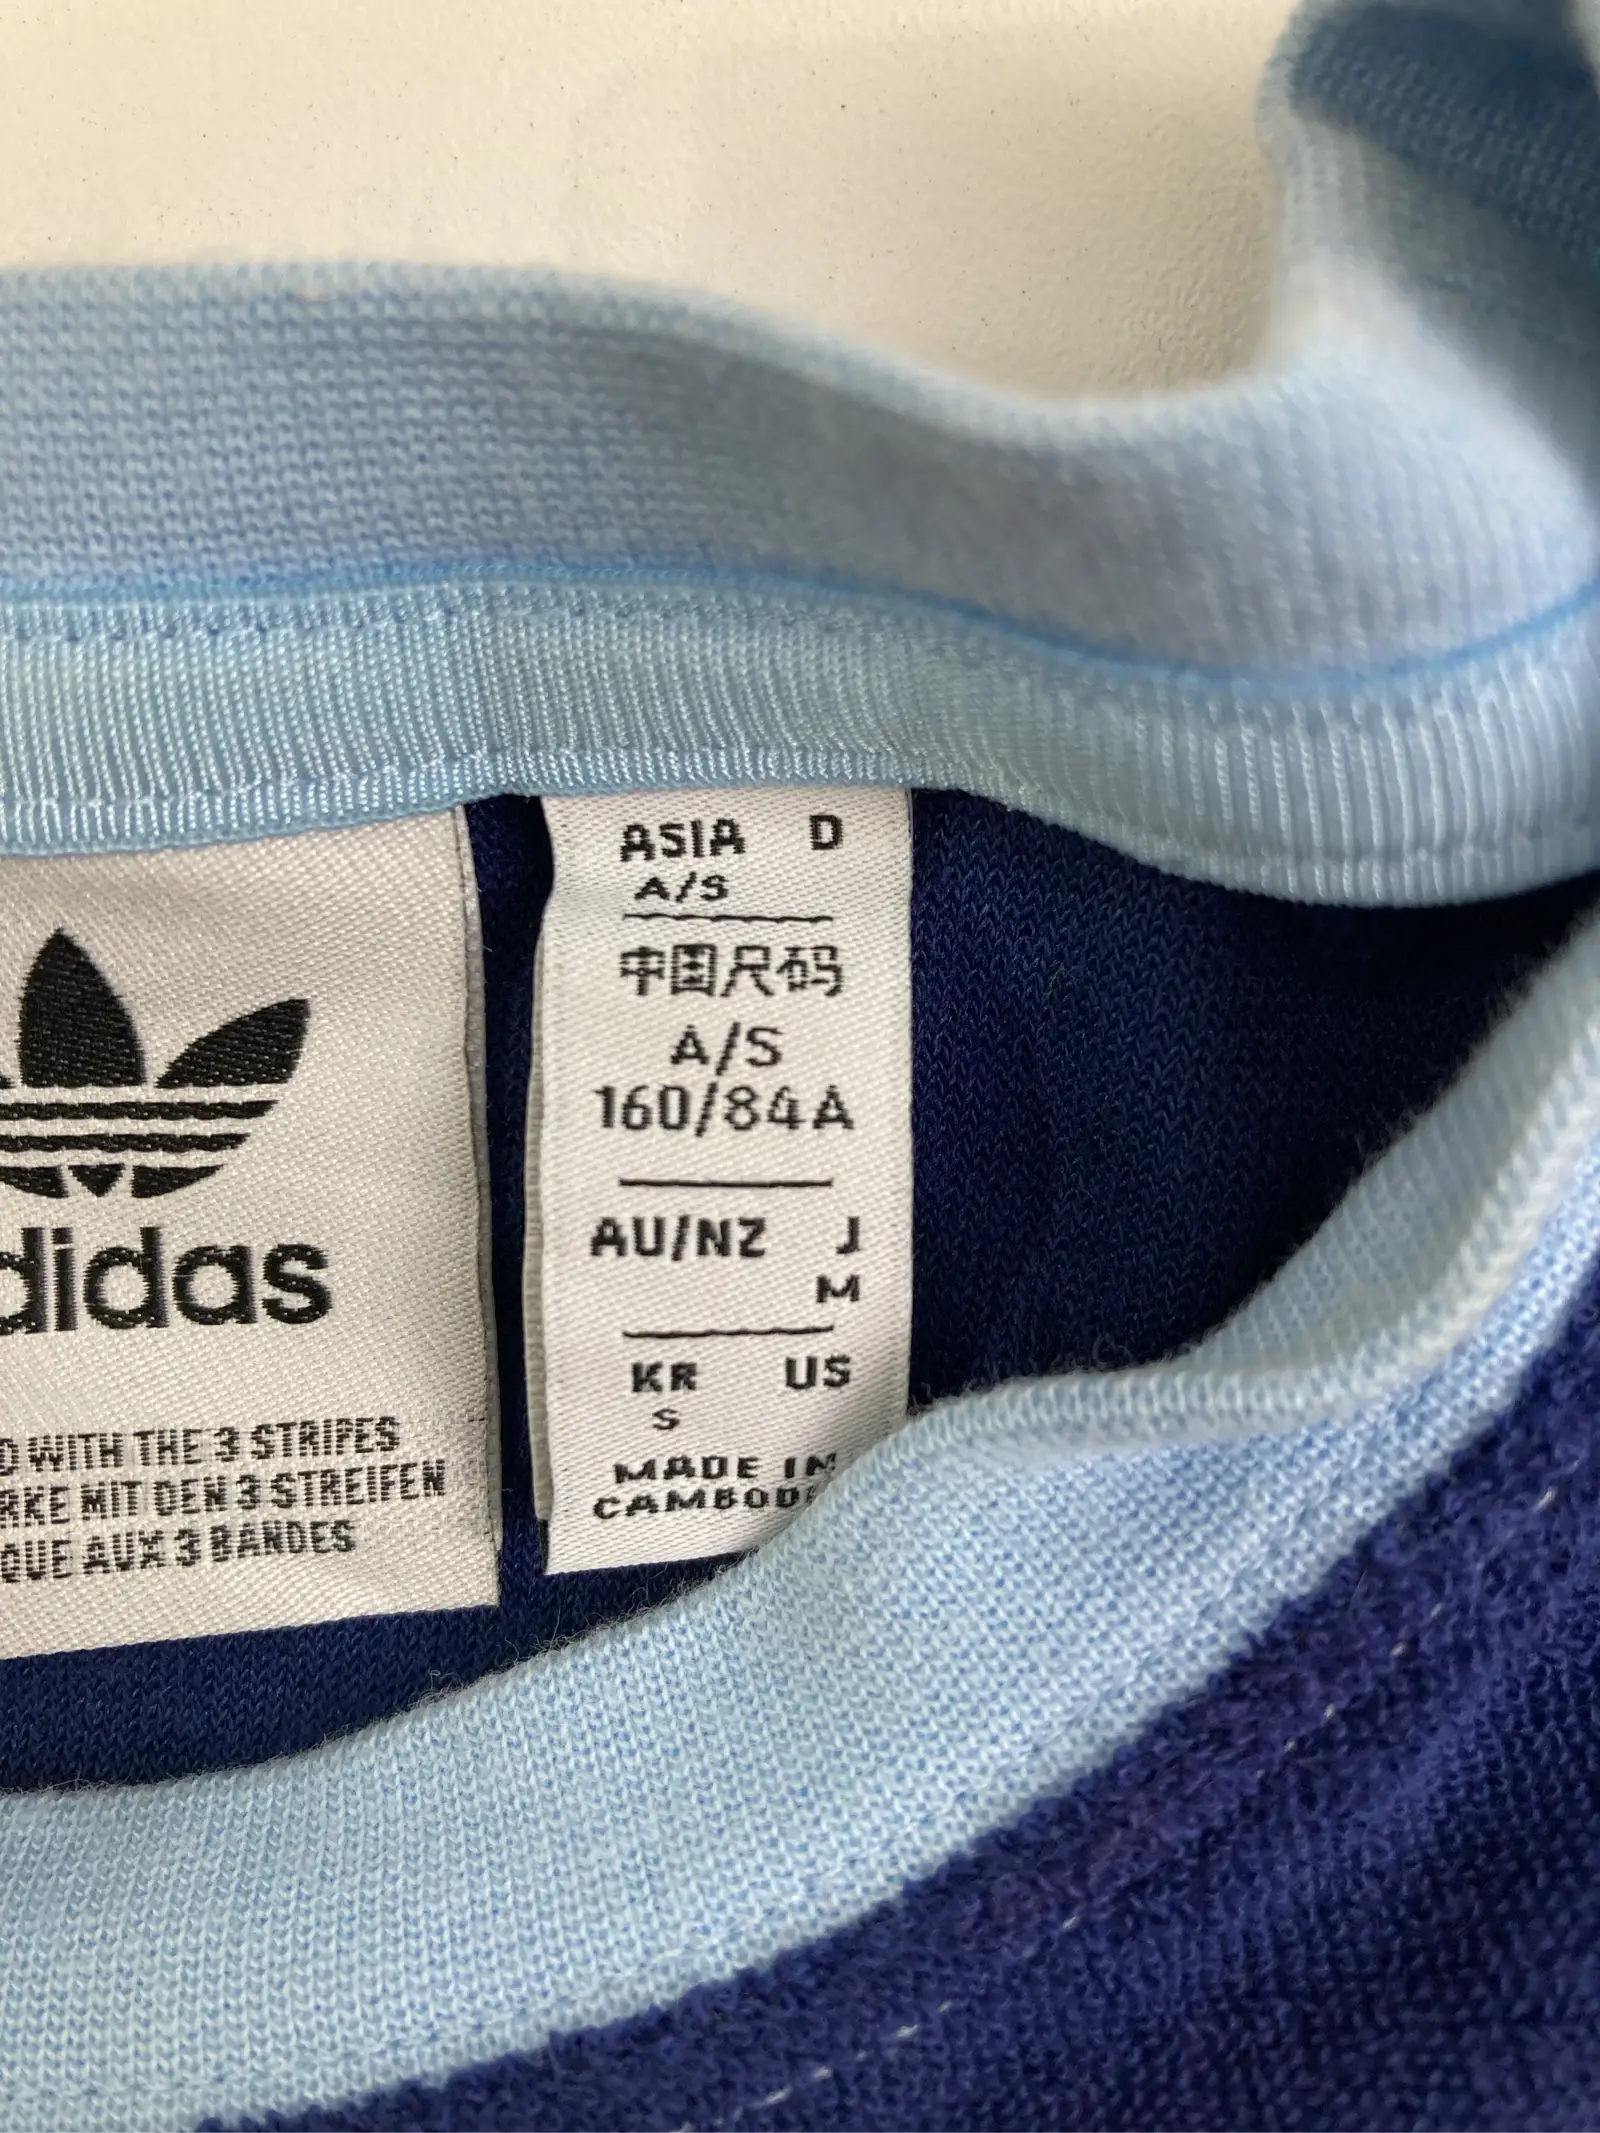 adidas
D WITH THE 3 STRIPES
RKE MIT DEN 3 STREIFEN
QUE AUX 3 BANDES
ASIA D
A/S
中国尺码
A/S
160/84A
AU/NZ J
M
KR US
S
MADE IN
CAMBOD